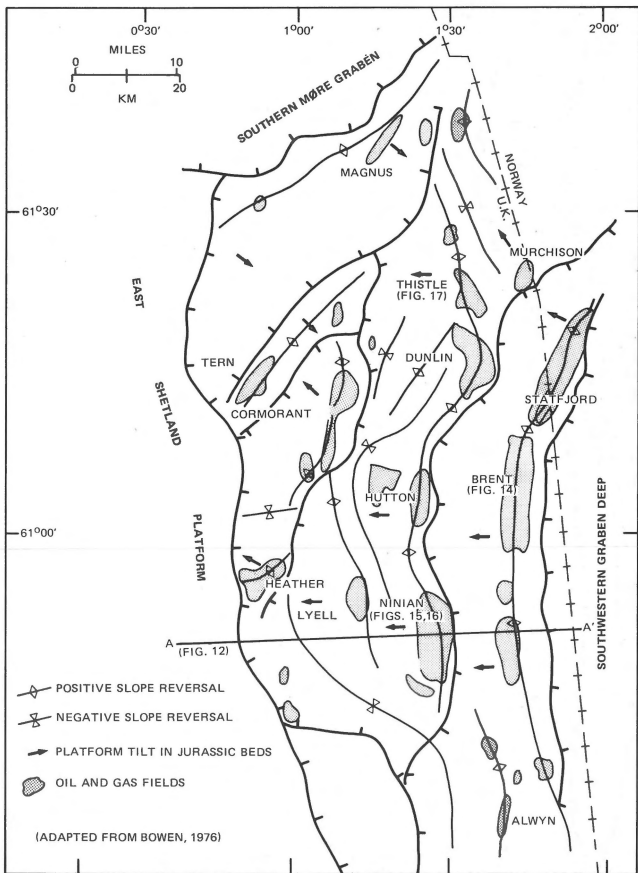 0°30'
1°00'
1°30'
2°00'
MILES
0 10
0 20
KM
SOUTHERN MØRE GRABEN
MAGNUS
NORWAY
U.K.
61°30'
MURCHISON
EAST
THISTLE
(FIG. 17)
DUNLIN
TERN
STATFJORD
CORMORANT
SHETLAND
BRENT
(FIG. 14)
HUTTON
61°00'
PLATFORM
HEATHER
LYELL
NINIAN
(FIGS. 15,16)
SOUTHWESTERN GRABEN DEEP
A
A'
(FIG. 12)
POSITIVE SLOPE REVERSAL
NEGATIVE SLOPE REVERSAL
PLATFORM TILT IN JURASSIC BEDS
OIL AND GAS FIELDS
ALWYN
(ADAPTED FROM BOWEN, 1976)